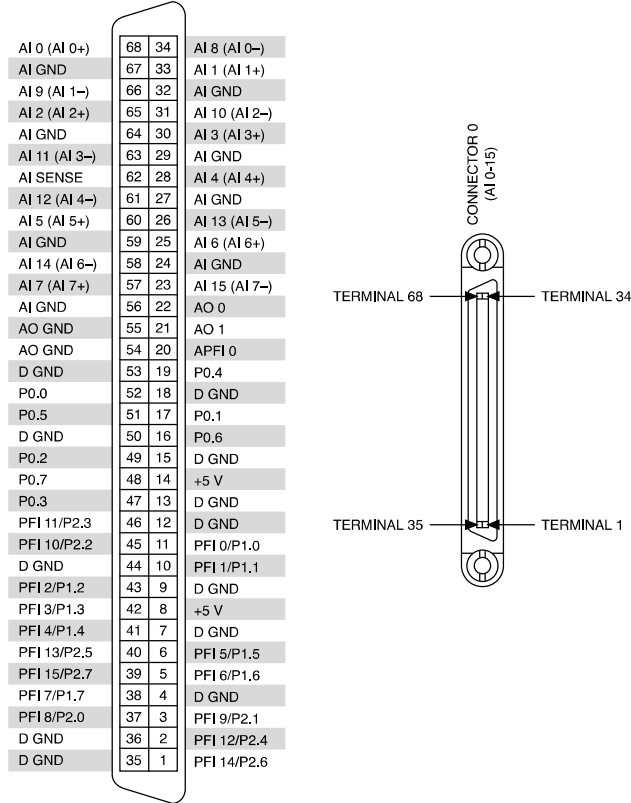 AI 0 (AI 0+) 68 34 AI 8 (AI 0–)
AI GND 67 33 AI 1 (AI 1+)
AI 9 (AI 1–) 66 32 AI GND
AI 2 (AI 2+) 65 31 AI 10 (AI 2–)
AI GND 64 30 AI 3 (AI 3+)
AI 11 (AI 3–) 63 29 AI GND
AI SENSE 62 28 AI 4 (AI 4+)
AI 12 (AI 4–) 61 27 AI GND
AI 5 (AI 5+) 60 26 AI 13 (AI 5–)
AI GND 59 25 AI 6 (AI 6+)
AI 14 (AI 6–) 58 24 AI GND
AI 7 (AI 7+) 57 23 AI 15 (AI 7–)
AI GND 56 22 AO 0
AO GND 55 21 AO 1
AO GND 54 20 APFI 0
D GND 53 19 P0.4
P0.0 52 18 D GND
P0.5 51 17 P0.1
D GND 50 16 P0.6
P0.2 49 15 D GND
P0.7 48 14 +5 V
P0.3 47 13 D GND
PFI 11/P2.3 46 12 D GND
PFI 10/P2.2 45 11 PFI 0/P1.0
D GND 44 10 PFI 1/P1.1
PFI 2/P1.2 43 9 D GND
PFI 3/P1.3 42 8 +5 V
PFI 4/P1.4 41 7 D GND
PFI 13/P2.5 40 6 PFI 5/P1.5
PFI 15/P2.7 39 5 PFI 6/P1.6
PFI 7/P1.7 38 4 D GND
PFI 8/P2.0 37 3 PFI 9/P2.1
D GND 36 2 PFI 12/P2.4
D GND 35 1 PFI 14/P2.6
CONNECTOR 0
(AI 0-15)
TERMINAL 68 TERMINAL 34
TERMINAL 35 TERMINAL 1